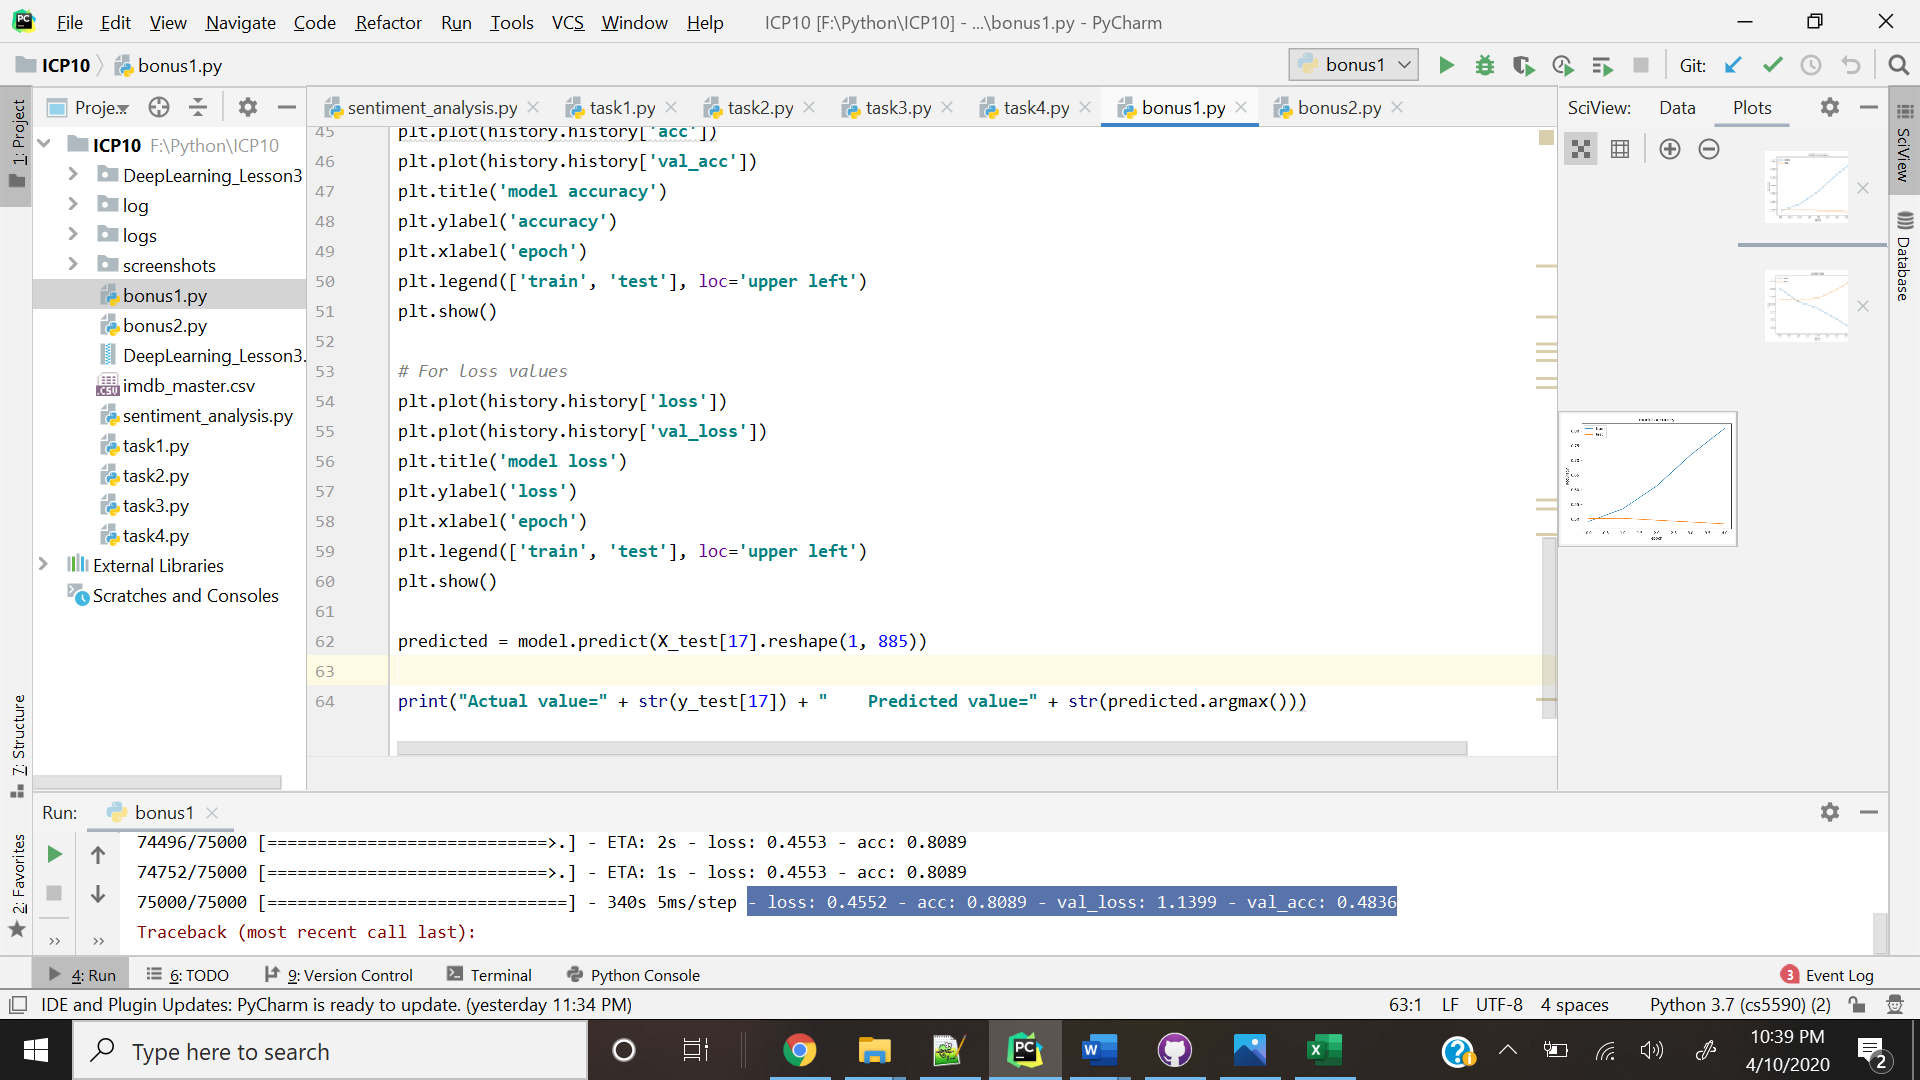 File Edit View Navigate Code Refactor Run Tools VCS Window Help ICP10 [F:\Python\ICP10] - ...\bonus1.py - PyCharm
ICP10 bonus1.py
bonus1
Git:
Proje...
sentiment_analysis.py task1.py task2.py task3.py task4.py bonus1.py bonus2.py
SciView: Data Plots
1: Project
ICP10 F:\Python\ICP10
DeepLearning_Lesson3
log
logs
screenshots
bonus1.py
bonus2.py
DeepLearning_Lesson3.
imdb_master.csv
sentiment_analysis.py
task1.py
task2.py
task3.py
task4.py
External Libraries
Scratches and Consoles
7: Structure
2: Favorites
45 plt.plot(history.history['acc'])
46 plt.plot(history.history['val_acc'])
47 plt.title('model accuracy')
48 plt.ylabel('accuracy')
49 plt.xlabel('epoch')
50 plt.legend(['train', 'test'], loc='upper left')
51 plt.show()
52
53 # For loss values
54 plt.plot(history.history['loss'])
55 plt.plot(history.history['val_loss'])
56 plt.title('model loss')
57 plt.ylabel('loss')
58 plt.xlabel('epoch')
59 plt.legend(['train', 'test'], loc='upper left')
60 plt.show()
61
62 predicted = model.predict(X_test[17].reshape(1, 885))
63
64 print("Actual value=" + str(y_test[17]) + "    Predicted value=" + str(predicted.argmax()))
model accuracy
epoch
SciView
Database
Run: bonus1
74496/75000 [============================>.] - ETA: 2s - loss: 0.4553 - acc: 0.8089
74752/75000 [============================>.] - ETA: 1s - loss: 0.4553 - acc: 0.8089
75000/75000 [==============================] - 340s 5ms/step - loss: 0.4552 - acc: 0.8089 - val_loss: 1.1399 - val_acc: 0.4836
Traceback (most recent call last):
4: Run 6: TODO 9: Version Control Terminal Python Console 3 Event Log
IDE and Plugin Updates: PyCharm is ready to update. (yesterday 11:34 PM) 63:1 LF UTF-8 4 spaces Python 3.7 (cs5590) (2)
Type here to search
10:39 PM
4/10/2020
2